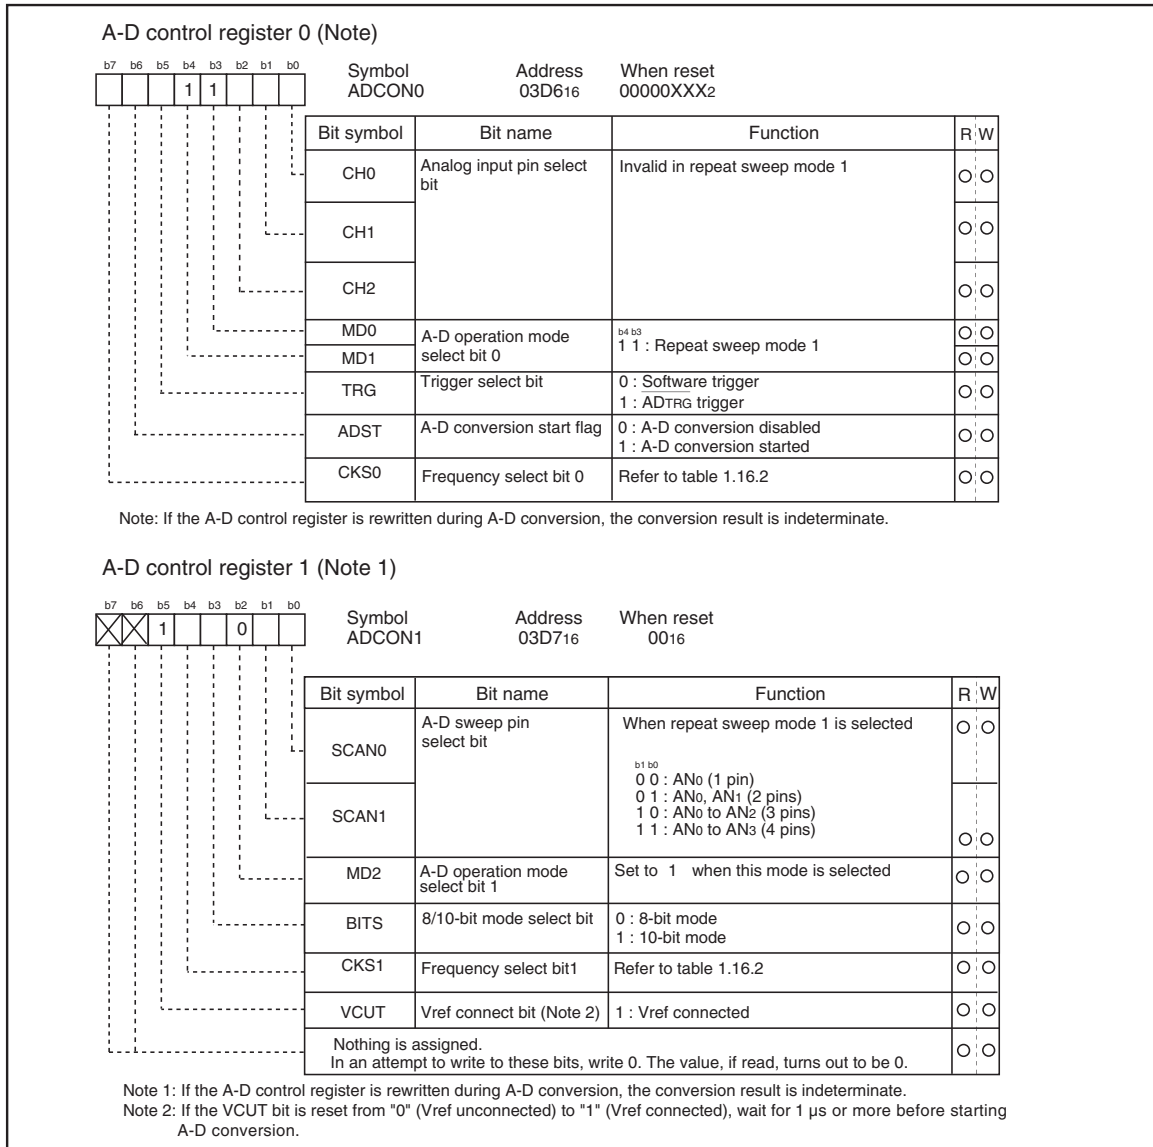 A-D control register 0 (Note)
b7 b6 b5 b4 b3 b2 b1 b0
1 1
Symbol Address When reset
ADCON0 03D616 00000XXX2
Bit symbol Bit name Function R W
CH0 Analog input pin select bit Invalid in repeat sweep mode 1
CH1
CH2
MD0 A-D operation mode select bit 0 b4 b3
MD1 1 1 : Repeat sweep mode 1
TRG Trigger select bit 0 : Software trigger
1 : ADTRG trigger
ADST A-D conversion start flag 0 : A-D conversion disabled
1 : A-D conversion started
CKS0 Frequency select bit 0 Refer to table 1.16.2
Note: If the A-D control register is rewritten during A-D conversion, the conversion result is indeterminate.
A-D control register 1 (Note 1)
b7 b6 b5 b4 b3 b2 b1 b0
1 0
Symbol Address When reset
ADCON1 03D716 0016
Bit symbol Bit name Function R W
SCAN0 A-D sweep pin select bit When repeat sweep mode 1 is selected
b1 b0
0 0 : AN0 (1 pin)
0 1 : AN0, AN1 (2 pins)
SCAN1 1 0 : AN0 to AN2 (3 pins)
1 1 : AN0 to AN3 (4 pins)
MD2 A-D operation mode select bit 1 Set to 1 when this mode is selected
BITS 8/10-bit mode select bit 0 : 8-bit mode
1 : 10-bit mode
CKS1 Frequency select bit1 Refer to table 1.16.2
VCUT Vref connect bit (Note 2) 1 : Vref connected
Nothing is assigned.
In an attempt to write to these bits, write 0. The value, if read, turns out to be 0.
Note 1: If the A-D control register is rewritten during A-D conversion, the conversion result is indeterminate.
Note 2: If the VCUT bit is reset from "0" (Vref unconnected) to "1" (Vref connected), wait for 1 µs or more before starting
A-D conversion.